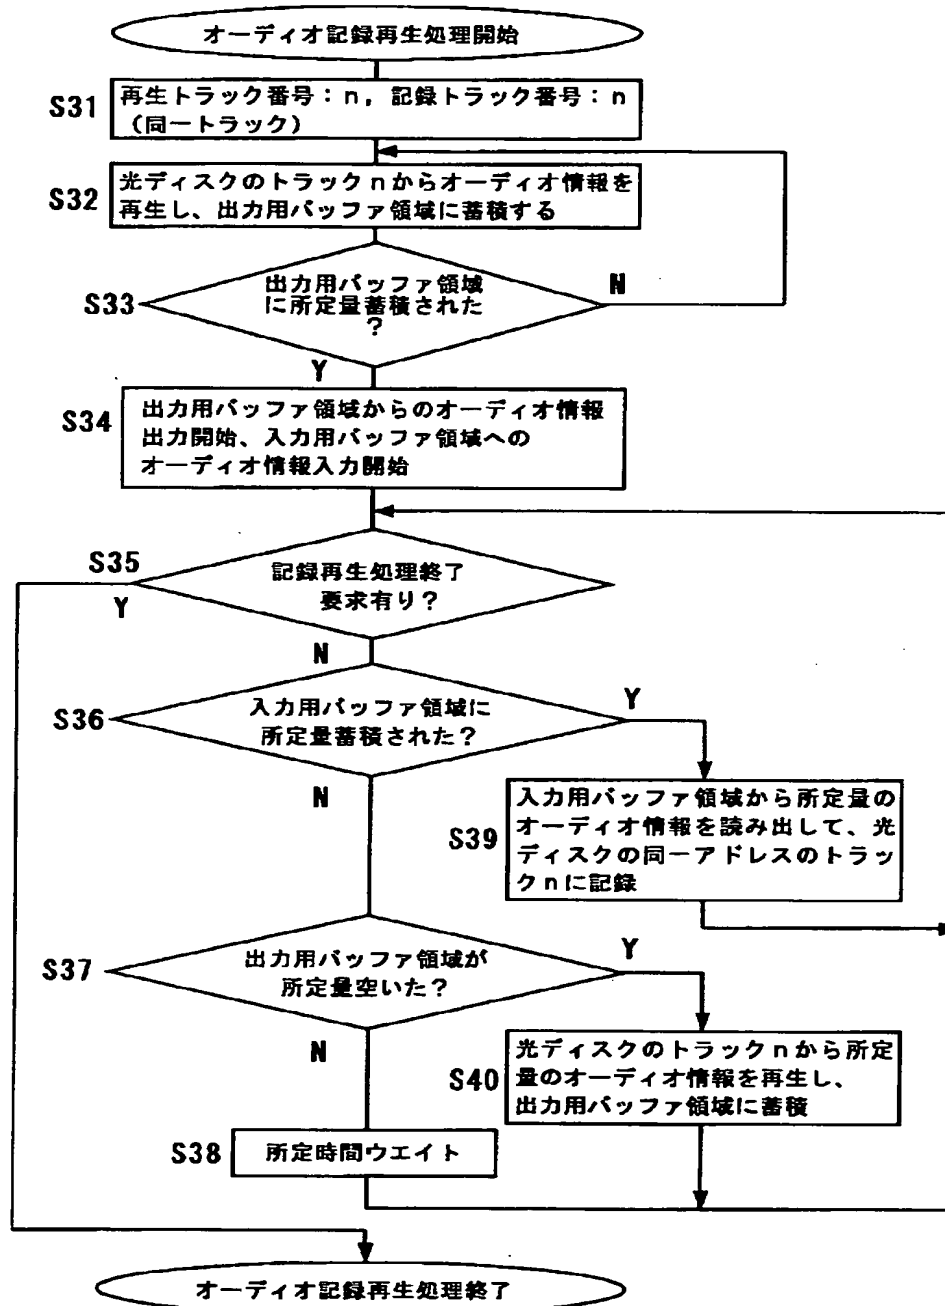 オーディオ記録再生処理開始
S31
再生トラック番号：n，記録トラック番号：n
（同一トラック）
S32
光ディスクのトラックnからオーディオ情報を
再生し、出力用バッファ領域に蓄積する
S33
出力用バッファ領域
に所定量蓄積された
？
N
Y
S34
出力用バッファ領域からのオーディオ情報
出力開始、入力用バッファ領域への
オーディオ情報入力開始
S35
記録再生処理終了
要求有り？
Y
N
S36
入力用バッファ領域に
所定量蓄積された？
Y
N
S39
入力用バッファ領域から所定量の
オーディオ情報を読み出して、光
ディスクの同一アドレスのトラッ
クnに記録
S37
出力用バッファ領域が
所定量空いた？
Y
N
S40
光ディスクのトラックnから所定
量のオーディオ情報を再生し、
出力用バッファ領域に蓄積
S38
所定時間ウエイト
オーディオ記録再生処理終了